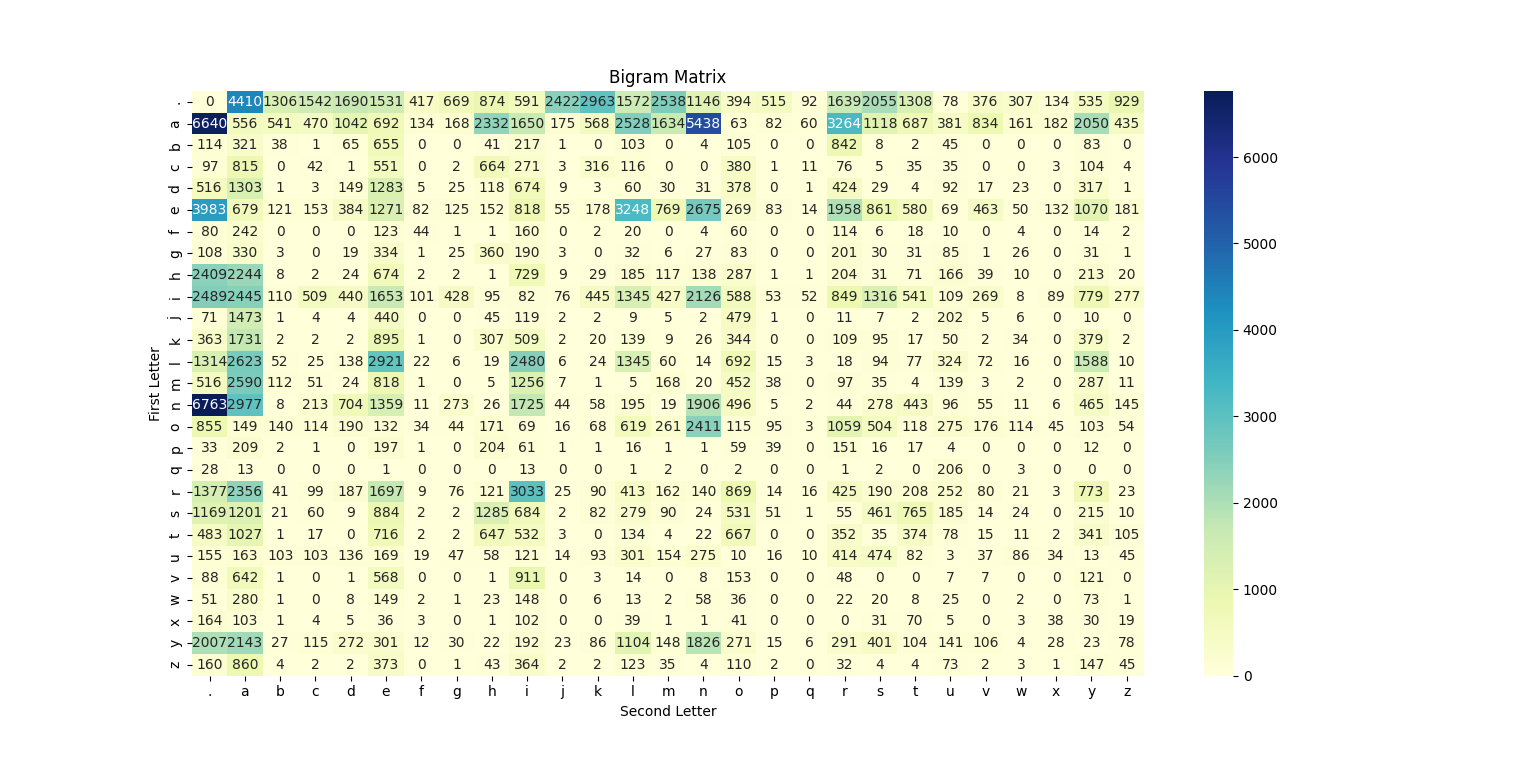 Bigram Matrix
. 0 4410 1306 1542 1690 1531 417 669 874 591 2422 2963 1572 2538 1146 394 515 92 1639 2055 1308 78 376 307 134 535 929
a 6640 556 541 470 1042 692 134 168 2332 1650 175 568 2528 1634 5438 63 82 60 3264 1118 687 381 834 161 182 2050 435
6000
b 114 321 38 1 65 655 0 0 41 217 1 0 103 0 4 105 0 0 842 8 2 45 0 0 0 83 0
c 97 815 0 42 1 551 0 2 664 271 3 316 116 0 0 380 1 11 76 5 35 35 0 0 3 104 4
d 516 1303 1 3 149 1283 5 25 118 674 9 3 60 30 31 378 0 1 424 29 4 92 17 23 0 317 1
5000
e 3983 679 121 153 384 1271 82 125 152 818 55 178 3248 769 2675 269 83 14 1958 861 580 69 463 50 132 1070 181
f 80 242 0 0 0 123 44 1 1 160 0 2 20 0 4 60 0 0 114 6 18 10 0 4 0 14 2
g 108 330 3 0 19 334 1 25 360 190 3 0 32 6 27 83 0 0 201 30 31 85 1 26 0 31 1
h 2409 2244 8 2 24 674 2 2 1 729 9 29 185 117 138 287 1 1 204 31 71 166 39 10 0 213 20
4000
i 2489 2445 110 509 440 1653 101 428 95 82 76 445 1345 427 2126 588 53 52 849 1316 541 109 269 8 89 779 277
j 71 1473 1 4 4 440 0 0 45 119 2 2 9 5 2 479 1 0 11 7 2 202 5 6 0 10 0
k 363 1731 2 2 2 895 1 0 307 509 2 20 139 9 26 344 0 0 109 95 17 50 2 34 0 379 2
First Letter
l 1314 2623 52 25 138 2921 22 6 19 2480 6 24 1345 60 14 692 15 3 18 94 77 324 72 16 0 1588 10
3000
m 516 2590 112 51 24 818 1 0 5 1256 7 1 5 168 20 452 38 0 97 35 4 139 3 2 0 287 11
n 6763 2977 8 213 704 1359 11 273 26 1725 44 58 195 19 1906 496 5 2 44 278 443 96 55 11 6 465 145
o 855 149 140 114 190 132 34 44 171 69 16 68 619 261 2411 115 95 3 1059 504 118 275 176 114 45 103 54
p 33 209 2 1 0 197 1 0 204 61 1 1 16 1 1 59 39 0 151 16 17 4 0 0 0 12 0
2000
q 28 13 0 0 0 1 0 0 0 13 0 0 1 2 0 2 0 0 1 2 0 206 0 3 0 0 0
r 1377 2356 41 99 187 1697 9 76 121 3033 25 90 413 162 140 869 14 16 425 190 208 252 80 21 3 773 23
s 1169 1201 21 60 9 884 2 2 1285 684 2 82 279 90 24 531 51 1 55 461 765 185 14 24 0 215 10
t 483 1027 1 17 0 716 2 2 647 532 3 0 134 4 22 667 0 0 352 35 374 78 15 11 2 341 105
1000
u 155 163 103 103 136 169 19 47 58 121 14 93 301 154 275 10 16 10 414 474 82 3 37 86 34 13 45
v 88 642 1 0 1 568 0 0 1 911 0 3 14 0 8 153 0 0 48 0 0 7 7 0 0 121 0
w 51 280 1 0 8 149 2 1 23 148 0 6 13 2 58 36 0 0 22 20 8 25 0 2 0 73 1
x 164 103 1 4 5 36 3 0 1 102 0 0 39 1 1 41 0 0 0 31 70 5 0 3 38 30 19
y 2007 2143 27 115 272 301 12 30 22 192 23 86 1104 148 1826 271 15 6 291 401 104 141 106 4 28 23 78
z 160 860 4 2 2 373 0 1 43 364 2 2 123 35 4 110 2 0 32 4 4 73 2 3 1 147 45
0
. a b c d e f g h i j k l m n o p q r s t u v w x y z
Second Letter